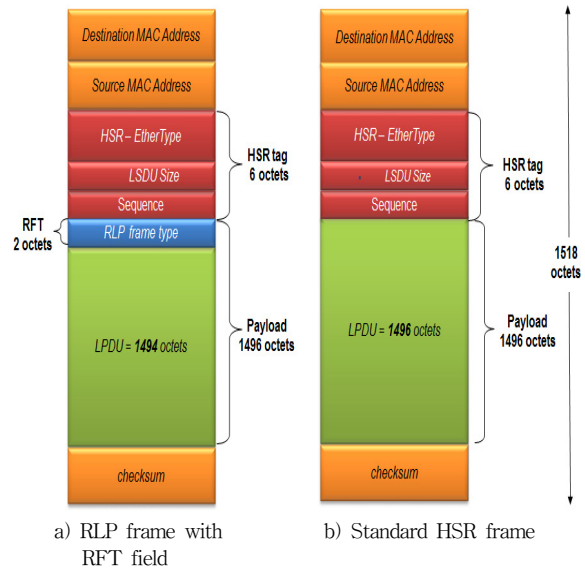 Destination MAC Address
Source MAC Address
HSR – EtherType
LSDU Size
Sequence
HSR tag
6 octets
RFT
2 octets
RLP frame type
LPDU = 1494 octets
Payload
1496 octets
checksum
a) RLP frame with
RFT field
Destination MAC Address
Source MAC Address
HSR – EtherType
LSDU Size
Sequence
HSR tag
6 octets
1518
octets
LPDU = 1496 octets
Payload
1496 octets
checksum
b) Standard HSR frame